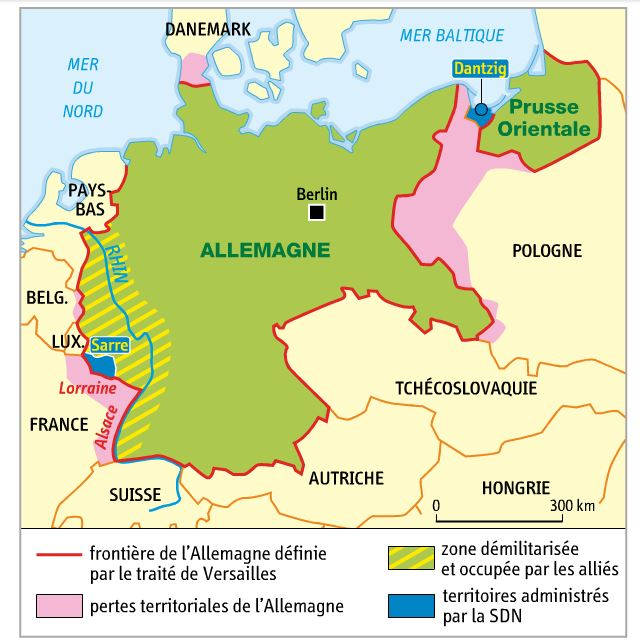 DANEMARK
MER BALTIQUE
MER
DU
NORD
Dantzig
Prusse
Orientale
PAYS-
BAS
Berlin
RHIN
ALLEMAGNE
POLOGNE
BELG.
LUX.
Sarre
Lorraine
TCHÉCOSLOVAQUIE
FRANCE
Alsace
AUTRICHE
SUISSE
HONGRIE
0 300 km
frontière de l'Allemagne définie
par le traité de Versailles
pertes territoriales de l'Allemagne
zone démilitarisée
et occupée par les alliés
territoires administrés
par la SDN